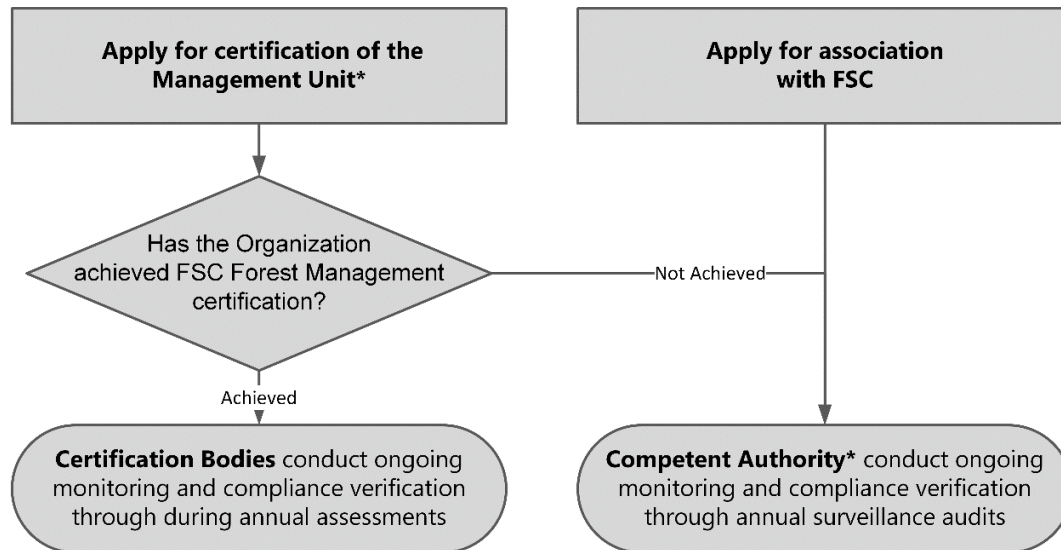 Apply for certification of the
Management Unit*
Apply for association
with FSC
Has the Organization
achieved FSC Forest Management
certification?
Not Achieved
Achieved
Certification Bodies conduct ongoing
monitoring and compliance verification
through during annual assessments
Competent Authority* conduct ongoing
monitoring and compliance verification
through annual surveillance audits